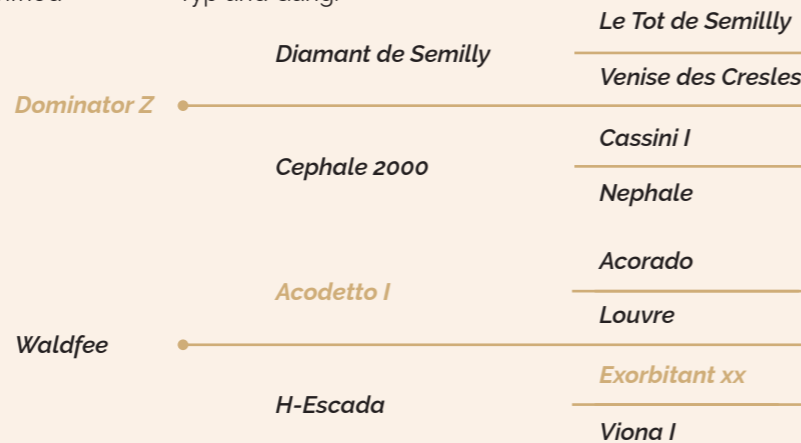 Le Tot de Semillly
Diamant de Semilly
Venise des Cresles
Dominator Z
Cassini I
Cephale 2000
Nephale
Acorado
Acodetto I
Louvre
Waldfee
Exorbitant xx
H-Escada
Viona I